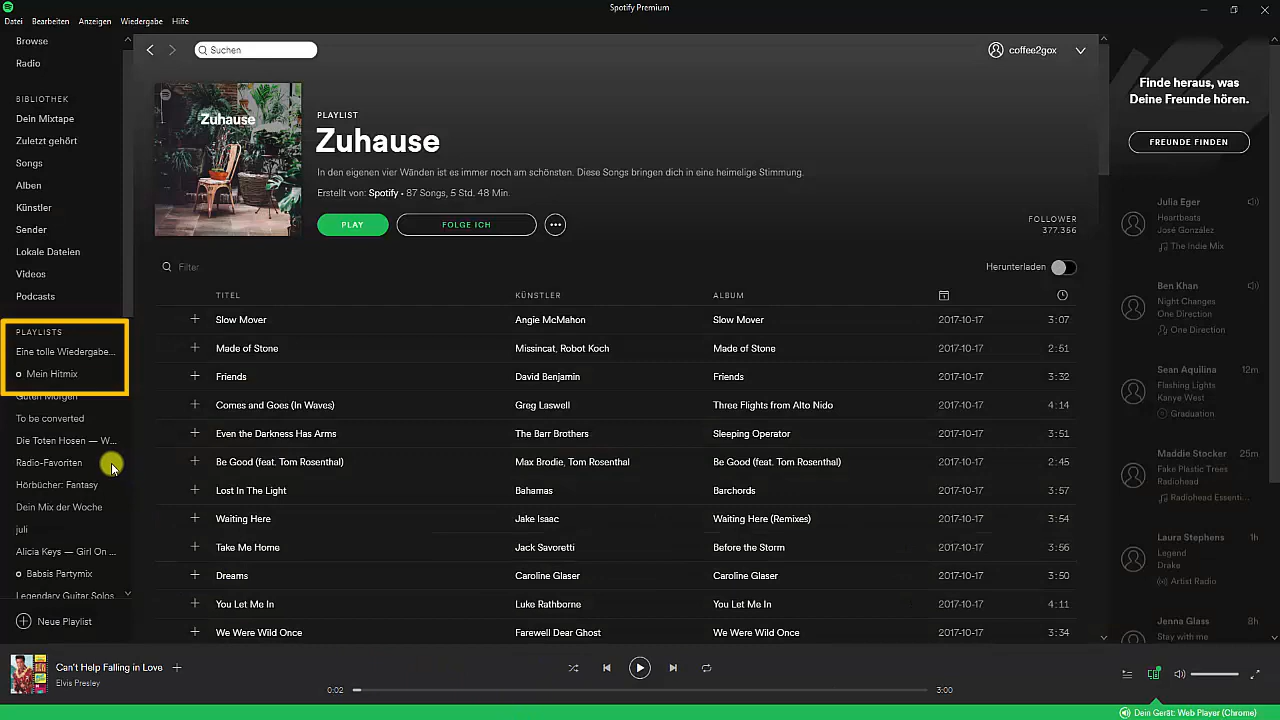 Spotify Premium
Datei Bearbeiten Anzeigen Wiedergabe Hilfe
Browse
Radio
BIBLIOTHEK
Dein Mixtape
Zuletzt gehört
Songs
Alben
Künstler
Sender
Lokale Dateien
Videos
Podcasts
PLAYLISTS
Eine tolle Wiedergabe...
Mein Hitmix
Guten Morgen
To be converted
Die Toten Hosen — W...
Radio-Favoriten
Hörbücher: Fantasy
Dein Mix der Woche
juli
Alicia Keys — Girl On ...
Babsis Partymix
Legendary Guitar Solos
Neue Playlist
Suchen
coffee2gox
Zuhause
PLAYLIST
Zuhause
In den eigenen vier Wänden ist es immer noch am schönsten. Diese Songs bringen dich in eine heimelige Stimmung.
Erstellt von: Spotify • 87 Songs, 5 Std. 48 Min.
PLAY FOLGE ICH
FOLLOWER
377.356
Filter
Herunterladen
TITEL KÜNSTLER ALBUM
Slow Mover Angie McMahon Slow Mover 2017-10-17 3:07
Made of Stone Missincat, Robot Koch Made of Stone 2017-10-17 2:51
Friends David Benjamin Friends 2017-10-17 3:32
Comes and Goes (In Waves) Greg Laswell Three Flights from Alto Nido 2017-10-17 4:14
Even the Darkness Has Arms The Barr Brothers Sleeping Operator 2017-10-17 3:51
Be Good (feat. Tom Rosenthal) Max Brodie, Tom Rosenthal Be Good (feat. Tom Rosenthal) 2017-10-17 2:45
Lost In The Light Bahamas Barchords 2017-10-17 3:57
Waiting Here Jake Isaac Waiting Here (Remixes) 2017-10-17 3:54
Take Me Home Jack Savoretti Before the Storm 2017-10-17 3:56
Dreams Caroline Glaser Caroline Glaser 2017-10-17 3:50
You Let Me In Luke Rathborne You Let Me In 2017-10-17 4:11
We Were Wild Once Farewell Dear Ghost We Were Wild Once 2017-10-17 3:34
Finde heraus, was
Deine Freunde hören.
FREUNDE FINDEN
Julia Eger
Heartbeats
José González
The Indie Mix
Ben Khan
Night Changes
One Direction
One Direction
Sean Aquilina 12m
Flashing Lights
Kanye West
Graduation
Maddie Stocker 25m
Fake Plastic Trees
Radiohead
Radiohead Essenti...
Laura Stephens 1h
Legend
Drake
Artist Radio
Jenna Glass 8h
Stay with me
Can't Help Falling in Love
Elvis Presley
0:02 3:00
Dein Gerät: Web Player (Chrome)